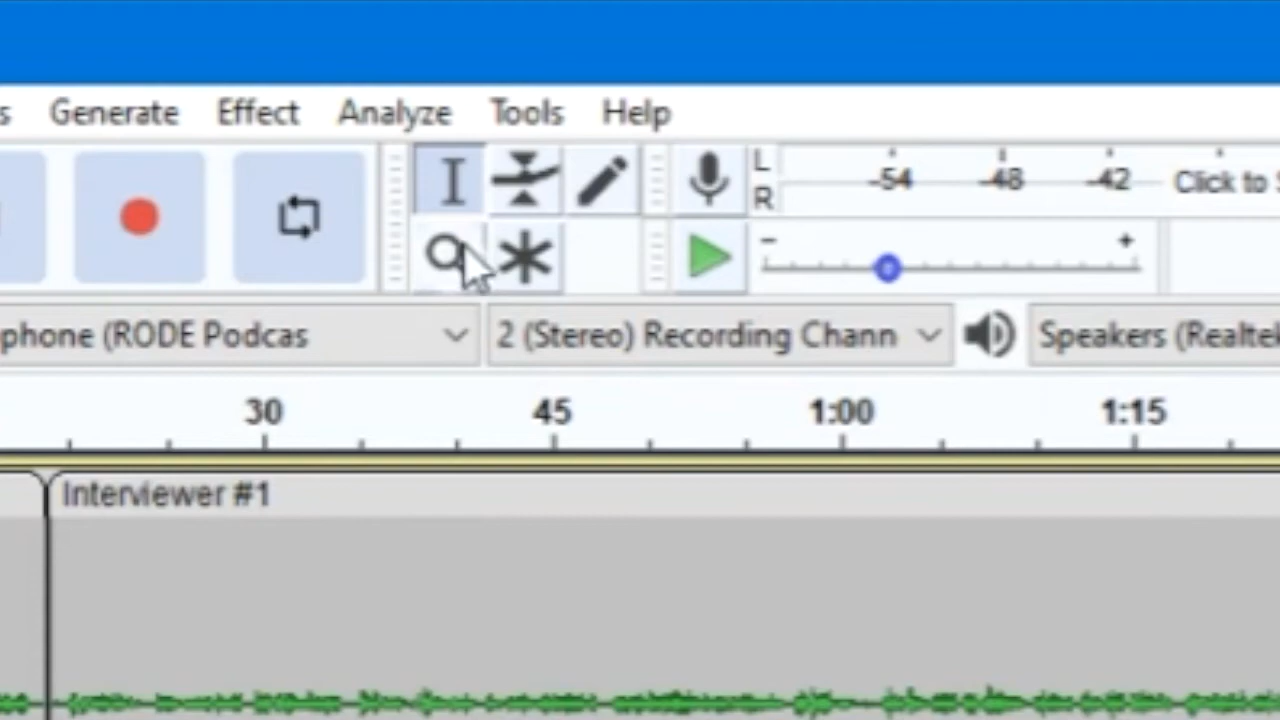 s Generate Effect Analyze Tools Help
L
R
-54 -48 -42 Click to S
- +
phone (RODE Podcas 2 (Stereo) Recording Chann Speakers (Realtek
30 45 1:00 1:15
Interviewer #1